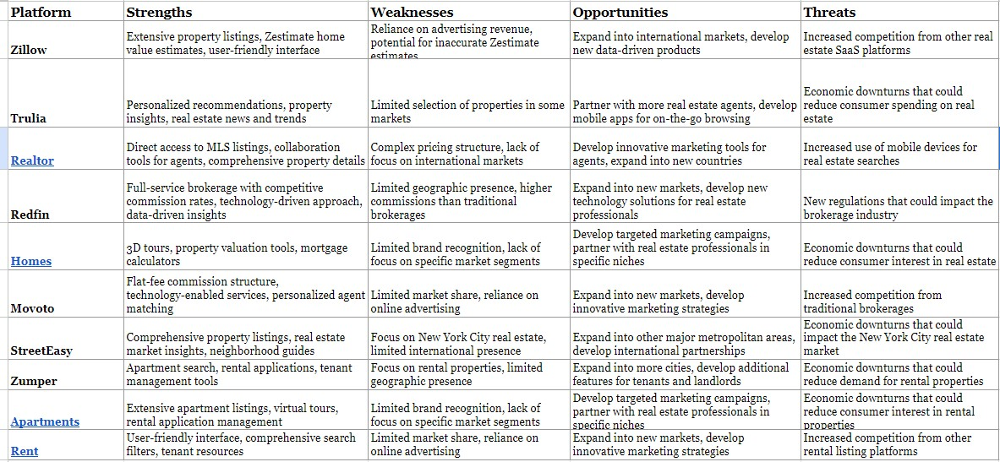 Platform Strengths Weaknesses Opportunities Threats
Zillow
Extensive property listings, Zestimate home
value estimates, user-friendly interface
Reliance on advertising revenue,
potential for inaccurate Zestimate
estimates
Expand into international markets, develop
new data-driven products
Increased competition from other real
estate SaaS platforms
Trulia
Personalized recommendations, property
insights, real estate news and trends
Limited selection of properties in some
markets
Partner with more real estate agents, develop
mobile apps for on-the-go browsing
Economic downturns that could
reduce consumer spending on real
estate
Realtor
Direct access to MLS listings, collaboration
tools for agents, comprehensive property details
Complex pricing structure, lack of
focus on international markets
Develop innovative marketing tools for
agents, expand into new countries
Increased use of mobile devices for
real estate searches
Redfin
Full-service brokerage with competitive
commission rates, technology-driven approach,
data-driven insights
Limited geographic presence, higher
commissions than traditional
brokerages
Expand into new markets, develop new
technology solutions for real estate
professionals
New regulations that could impact the
brokerage industry
Homes
3D tours, property valuation tools, mortgage
calculators
Limited brand recognition, lack of
focus on specific market segments
Develop targeted marketing campaigns,
partner with real estate professionals in
specific niches
Economic downturns that could
reduce consumer interest in real estate
Movoto
Flat-fee commission structure,
technology-enabled services, personalized agent
matching
Limited market share, reliance on
online advertising
Expand into new markets, develop
innovative marketing strategies
Increased competition from
traditional brokerages
StreetEasy
Comprehensive property listings, real estate
market insights, neighborhood guides
Focus on New York City real estate,
limited international presence
Expand into other major metropolitan areas,
develop international partnerships
Economic downturns that could
impact the New York City real estate
market
Zumper
Apartment search, rental applications, tenant
management tools
Focus on rental properties, limited
geographic presence
Expand into more cities, develop additional
features for tenants and landlords
Economic downturns that could
reduce demand for rental properties
Apartments
Extensive apartment listings, virtual tours,
rental application management
Limited brand recognition, lack of
focus on specific market segments
Develop targeted marketing campaigns,
partner with real estate professionals in
specific niches
Economic downturns that could
reduce consumer interest in rental
properties
Rent
User-friendly interface, comprehensive search
filters, tenant resources
Limited market share, reliance on
online advertising
Expand into new markets, develop
innovative marketing strategies
Increased competition from other
rental listing platforms